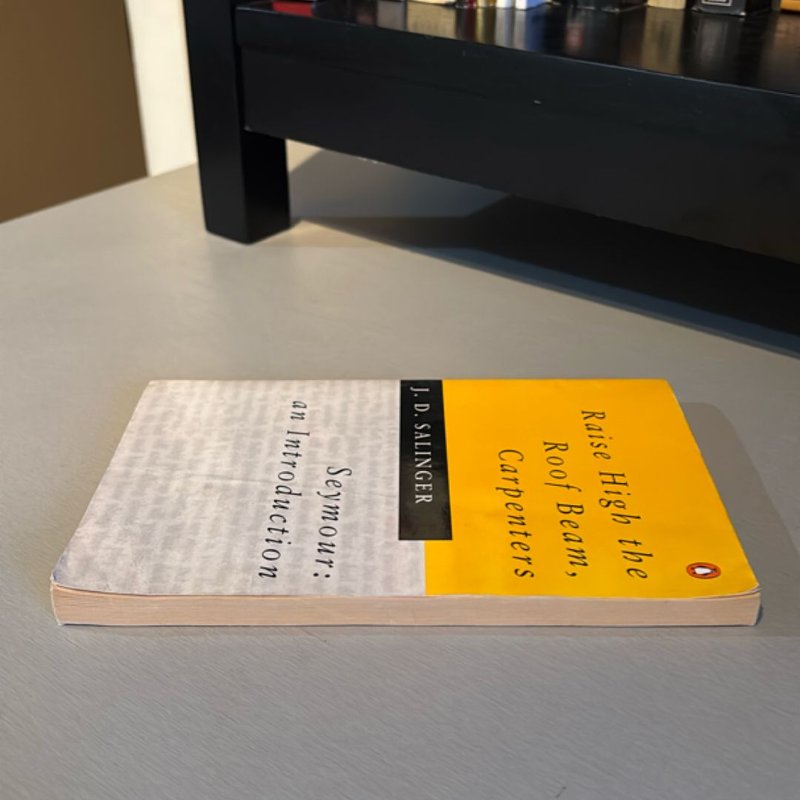 Raise High the
Roof Beam,
Carpenters
J. D. SALINGER
Seymour:
an Introduction